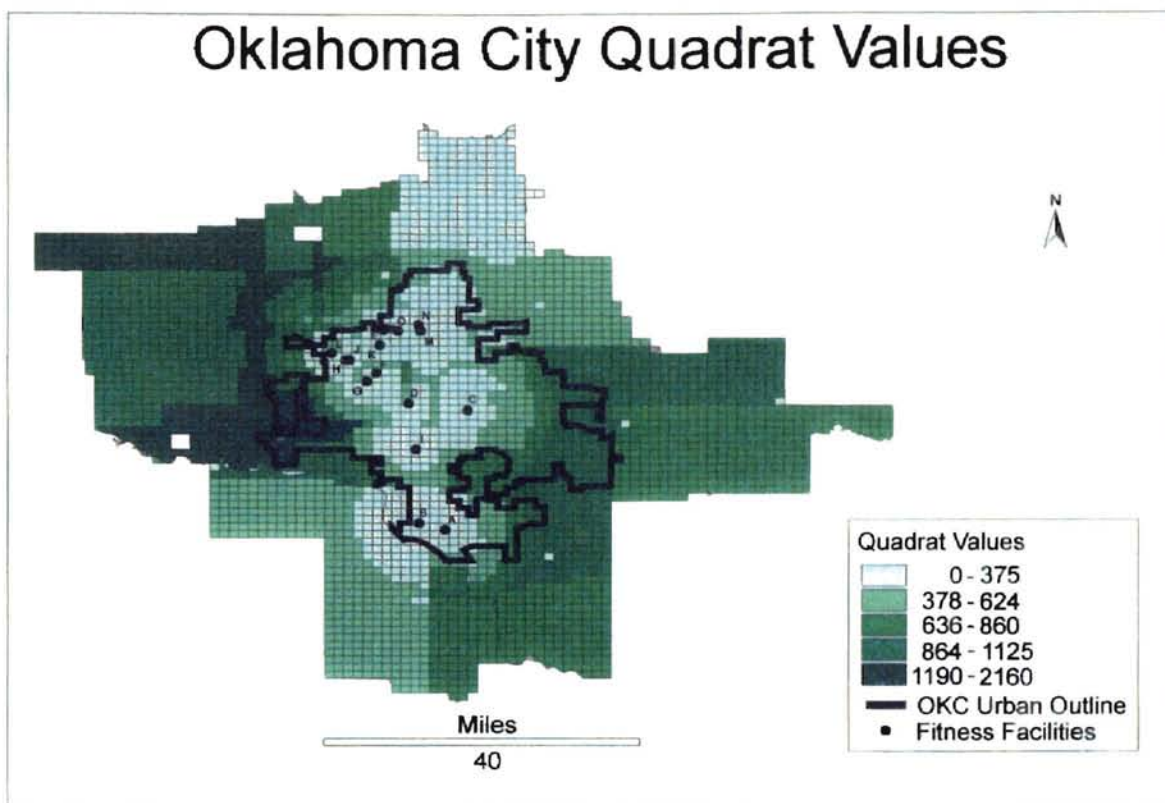 Oklahoma City Quadrat Values
N
N
O
M
J
K
H
G
D
C
I
B
A
Quadrat Values
0 - 375
378 - 624
636 - 860
864 - 1125
1190 - 2160
OKC Urban Outline
Fitness Facilities
Miles
40